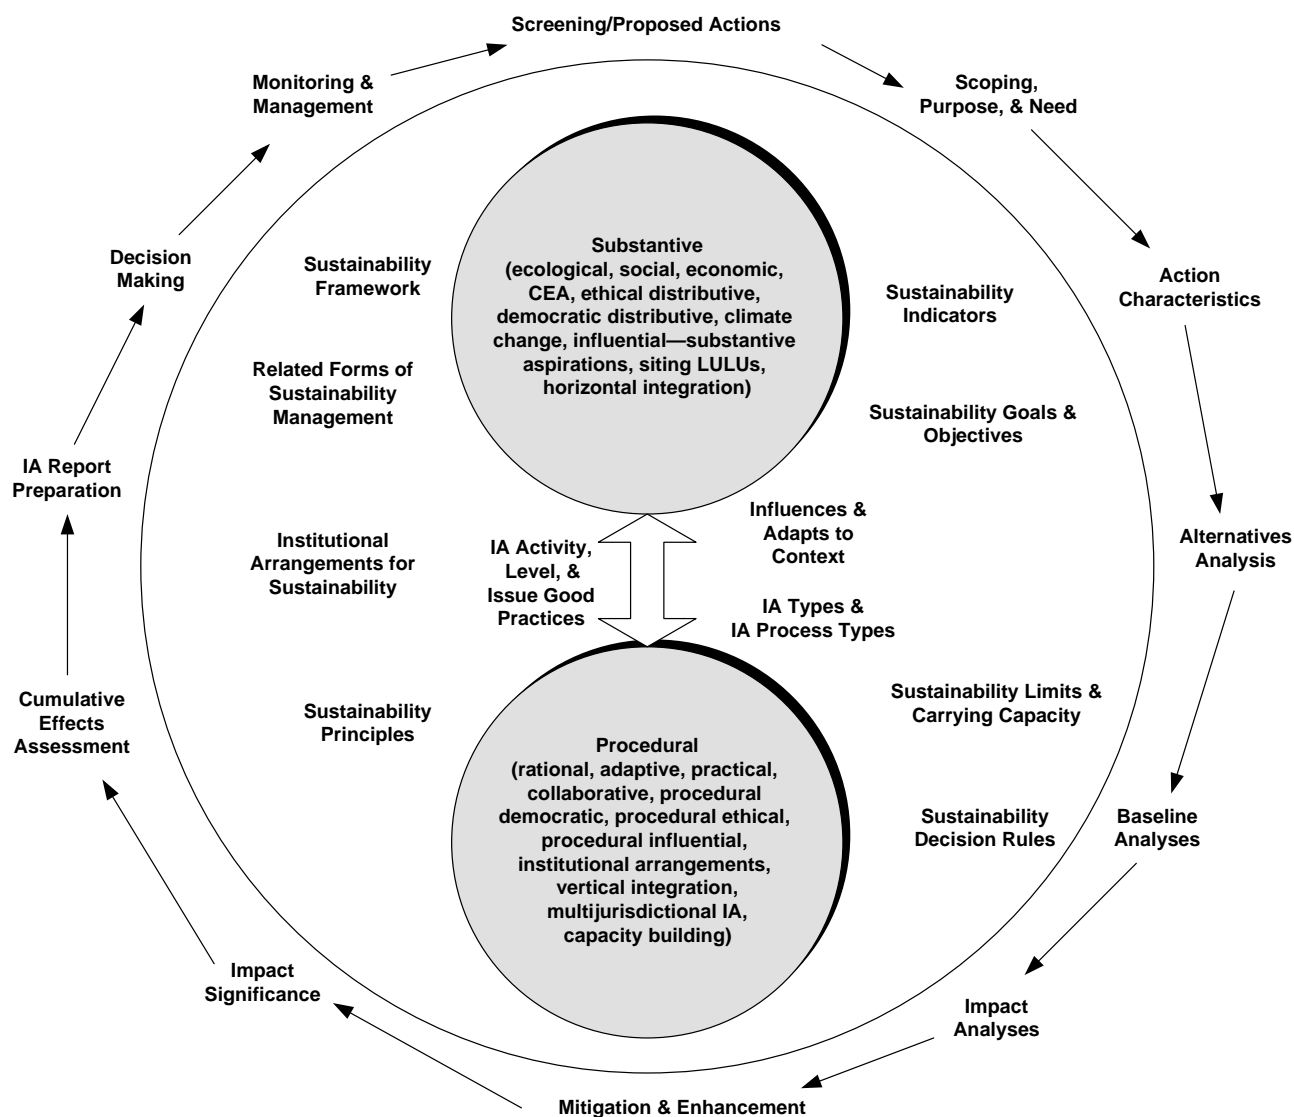 Screening/Proposed Actions
Scoping,
Purpose, & Need
Action
Characteristics
Alternatives
Analysis
Baseline
Analyses
Impact
Analyses
Mitigation & Enhancement
Impact
Significance
Cumulative
Effects
Assessment
IA Report
Preparation
Decision
Making
Monitoring &
Management
Substantive
(ecological, social, economic,
CEA, ethical distributive,
democratic distributive, climate
change, influential—substantive
aspirations, siting LULUs,
horizontal integration)
Sustainability
Framework
Related Forms of
Sustainability
Management
Institutional
Arrangements for
Sustainability
Sustainability
Principles
IA Activity,
Level, &
Issue Good
Practices
Influences &
Adapts to
Context
IA Types &
IA Process Types
Sustainability
Indicators
Sustainability Goals &
Objectives
Sustainability Limits &
Carrying Capacity
Sustainability
Decision Rules
Procedural
(rational, adaptive, practical,
collaborative, procedural
democratic, procedural ethical,
procedural influential,
institutional arrangements,
vertical integration,
multijurisdictional IA,
capacity building)